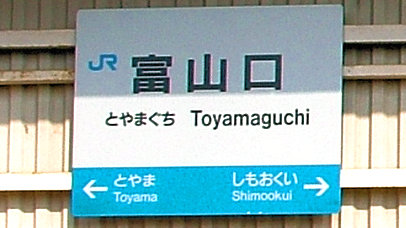 JR 富山口
とやまぐち Toyamaguchi
← とやま しもおくい →
Toyama Shimookui